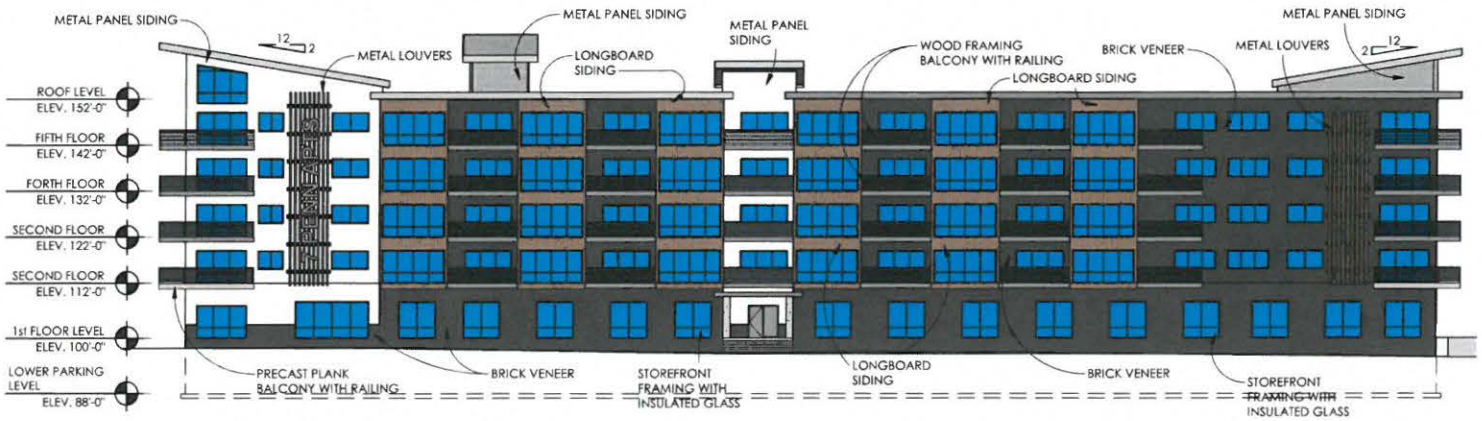 METAL PANEL SIDING
12
2
METAL LOUVERS
METAL PANEL SIDING
LONGBOARD
SIDING
METAL PANEL
SIDING
WOOD FRAMING
BALCONY WITH RAILING
LONGBOARD SIDING
BRICK VENEER
METAL PANEL SIDING
METAL LOUVERS
12
2
ROOF LEVEL
ELEV. 152'-0"
FIFTH FLOOR
ELEV. 142'-0"
FORTH FLOOR
ELEV. 132'-0"
SECOND FLOOR
ELEV. 122'-0"
SECOND FLOOR
ELEV. 112'-0"
1st FLOOR LEVEL
ELEV. 100'-0"
LOWER PARKING
LEVEL
ELEV. 88'-0"
PRECAST PLANK
BALCONY WITH RAILING
BRICK VENEER
STOREFRONT
FRAMING WITH
INSULATED GLASS
LONGBOARD
SIDING
BRICK VENEER
STOREFRONT
FRAMING WITH
INSULATED GLASS